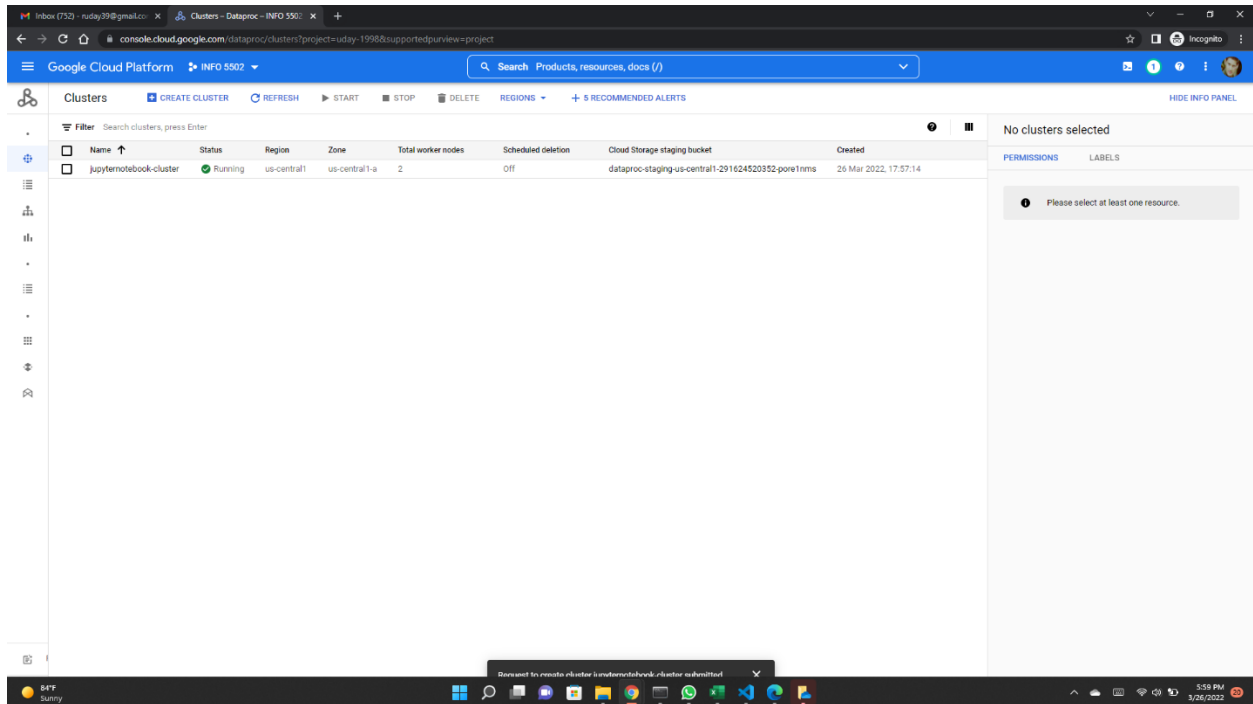 Inbox (752) - ruday39@gmail.co
Clusters – Dataproc – INFO 5502
console.cloud.google.com/dataproc/clusters?project=uday-1998&supportedpurview=project
Incognito
Google Cloud Platform
INFO 5502
Search Products, resources, docs (/)
1
Clusters
CREATE CLUSTER
REFRESH
START
STOP
DELETE
REGIONS
+ 5 RECOMMENDED ALERTS
HIDE INFO PANEL
Filter Search clusters, press Enter
No clusters selected
PERMISSIONS LABELS
Please select at least one resource.
Name Status Region Zone Total worker nodes Scheduled deletion Cloud Storage staging bucket Created
jupyternotebook-cluster Running us-central1 us-central1-a 2 Off dataproc-staging-us-central1-291624520352-pore1nms 26 Mar 2022, 17:57:14
Request to create cluster jupyternotebook-cluster submitted
84°F
Sunny
5:59 PM
3/26/2022
20